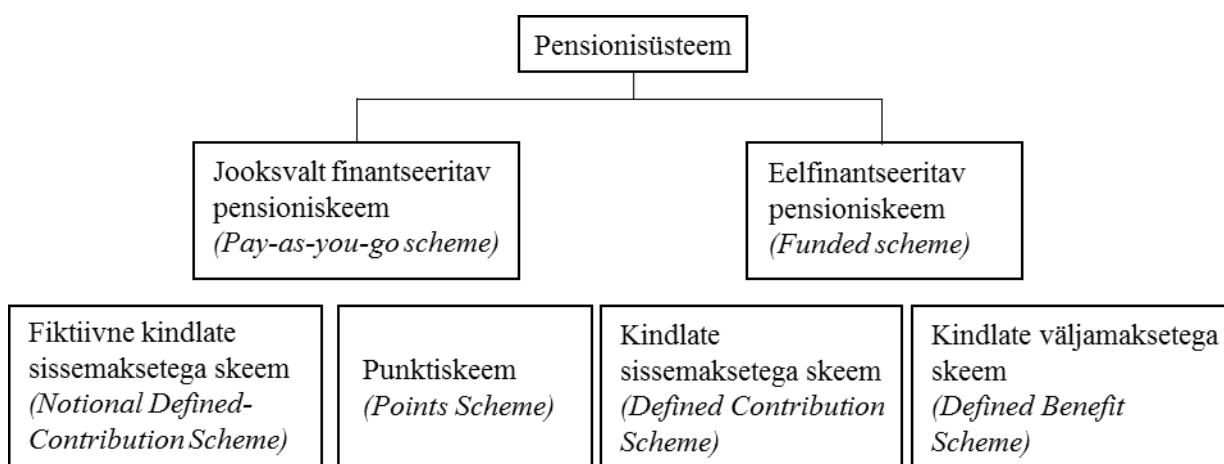 Pensionisüsteem
Jooksvalt finantseeritav
pensioniskeem
(Pay-as-you-go scheme)
Eelfinantseeritav
pensioniskeem
(Funded scheme)
Fiktiivne kindlate
sissemaksetega skeem
(Notional Defined-
Contribution Scheme)
Punktiskeem
(Points Scheme)
Kindlate
sissemaksetega skeem
(Defined Contribution
Scheme)
Kindlate väljamaksetega
skeem
(Defined Benefit
Scheme)